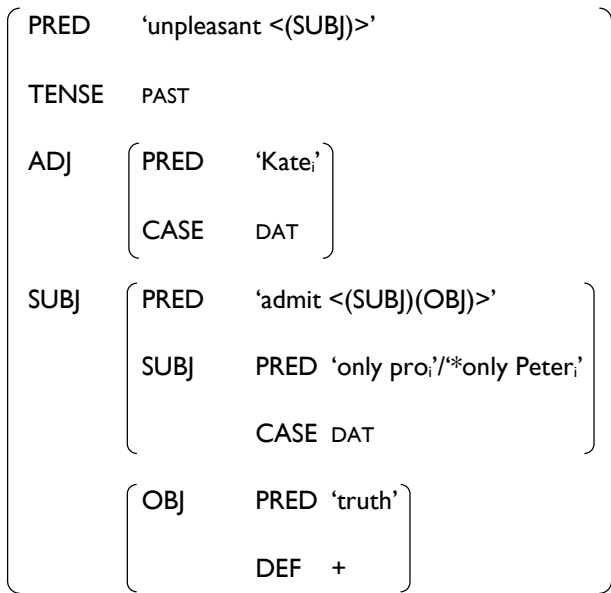 PRED ‘unpleasant <(SUBJ)>’
TENSE PAST
ADJ PRED ‘Kateᵢ’
CASE DAT
SUBJ PRED ‘admit <(SUBJ)(OBJ)>’
SUBJ PRED ‘only proᵢ’/‘*only Peterᵢ’
CASE DAT
OBJ PRED ‘truth’
DEF +